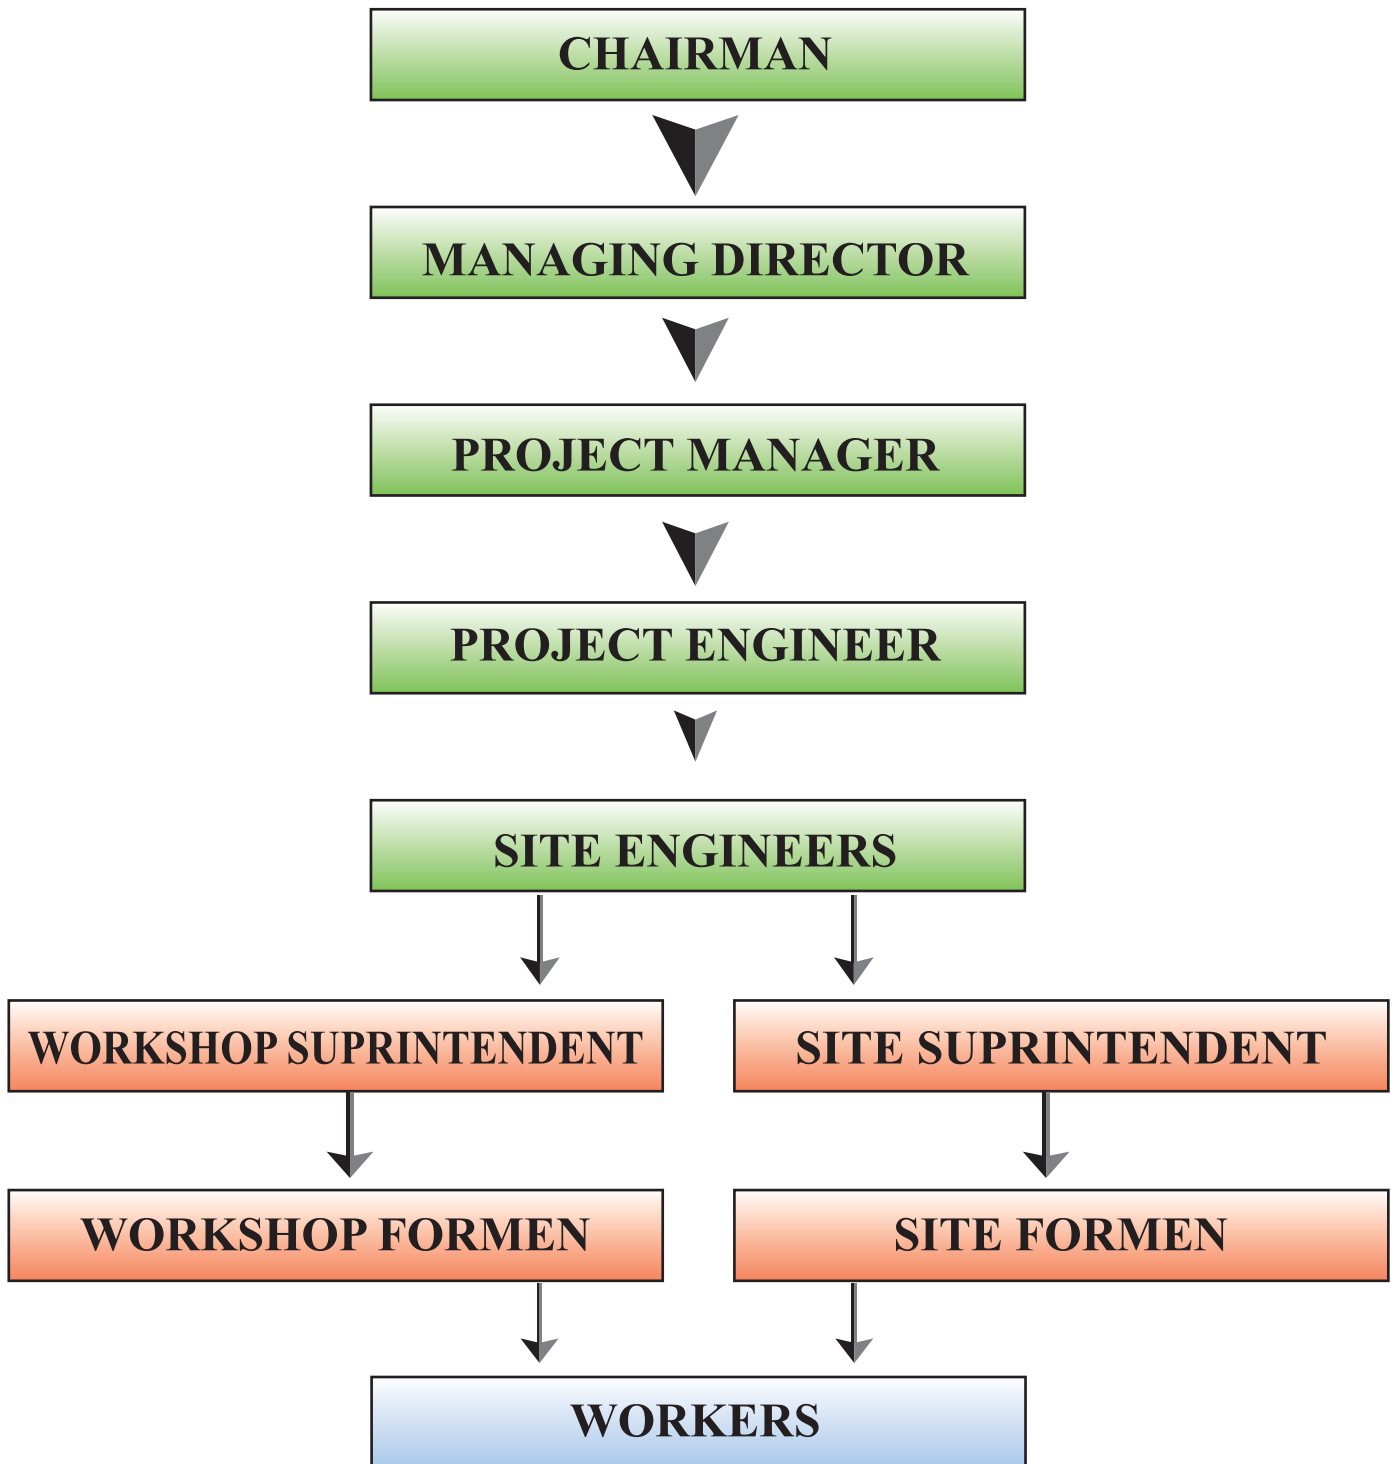 CHAIRMAN
MANAGING DIRECTOR
PROJECT MANAGER
PROJECT ENGINEER
SITE ENGINEERS
WORKSHOP SUPRINTENDENT
SITE SUPRINTENDENT
WORKSHOP FORMEN
SITE FORMEN
WORKERS